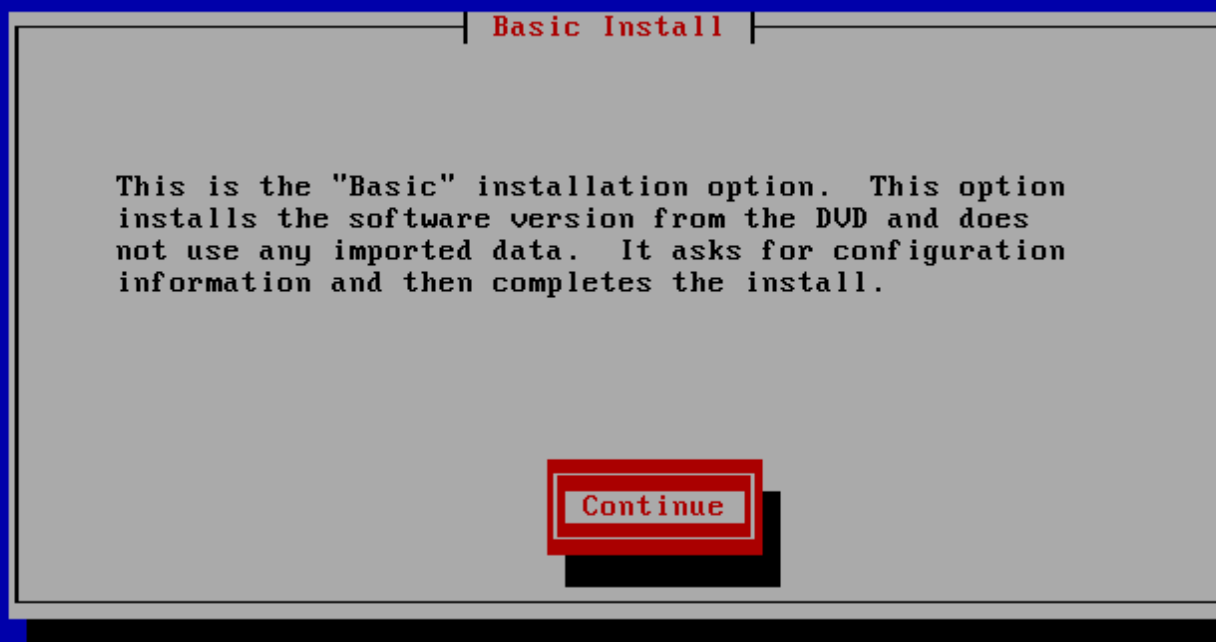 Basic Install
This is the "Basic" installation option.  This option
installs the software version from the DVD and does
not use any imported data.  It asks for configuration
information and then completes the install.
Continue